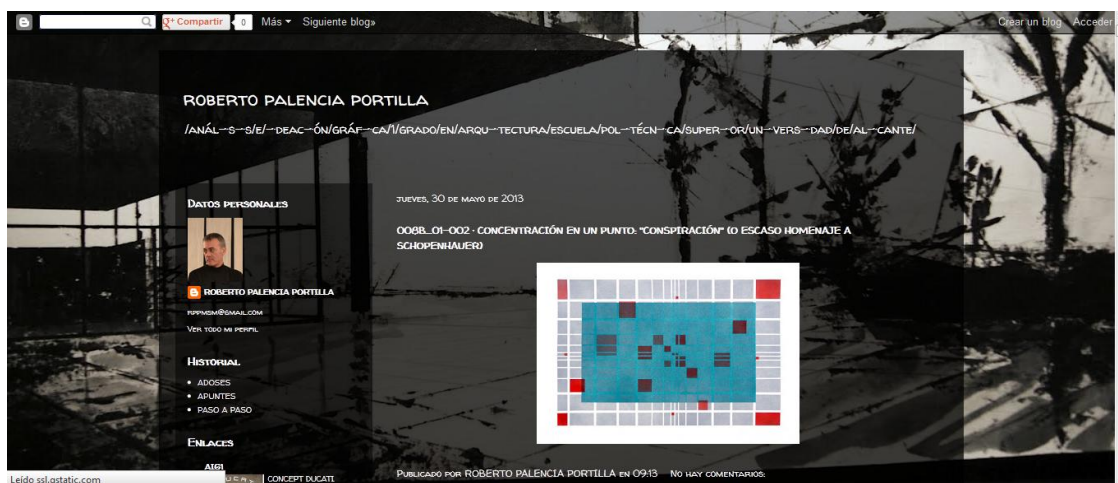 Compartir 0 Más Siguiente blog» Crear un blog Acceder
ROBERTO PALENCIA PORTILLA
/ANÁL--S--S/E/--DEAC--ÓN/GRÁF--CA/1/GRADO/EN/ARQU--TECTURA/ESCUELA/POL--TÉCN--CA/SUPER--OR/UN--VERS--DAD/DE/AL--CANTE/
DATOS PERSONALES
ROBERTO PALENCIA PORTILLA
RPPMSM@GMAIL.COM
VER TODO MI PERFIL
HISTORIAL
ADOSES
APUNTES
PASO A PASO
ENLACES
AIG1
CONCEPT DUCATI
JUEVES, 30 DE MAYO DE 2013
008B_01-002 · CONCENTRACIÓN EN UN PUNTO: "CONSPIRACIÓN" (O ESCASO HOMENAJE A
SCHOPENHAUER)
PUBLICADO POR ROBERTO PALENCIA PORTILLA EN 09:13 NO HAY COMENTARIOS:
Leído ssl.gstatic.com